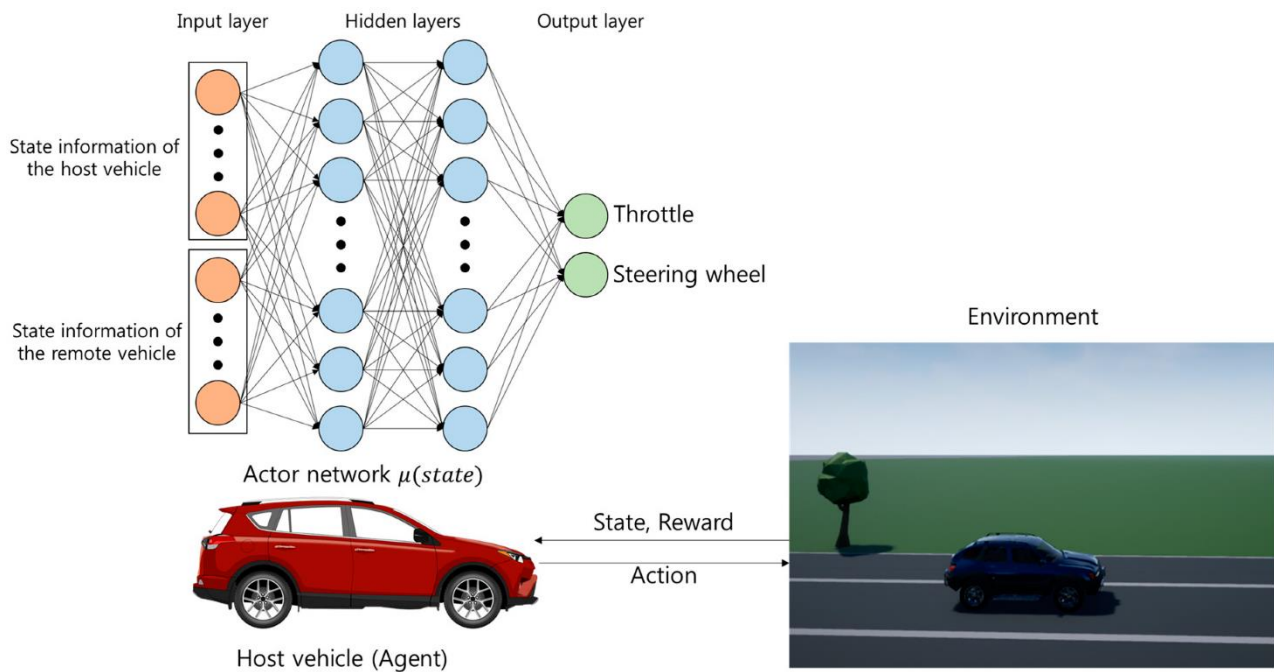 Input layer
Hidden layers
Output layer
State information of
the host vehicle
Throttle
Steering wheel
State information of
the remote vehicle
Environment
Actor network μ(state)
State, Reward
Action
Host vehicle (Agent)